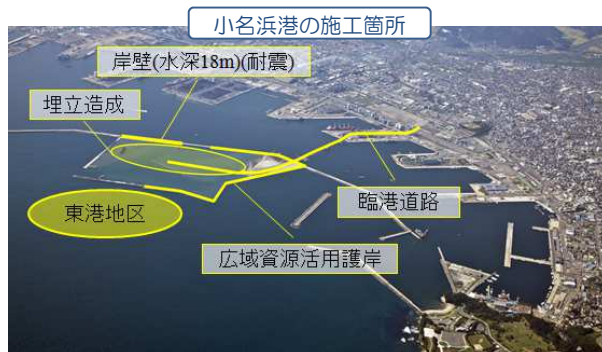 小名浜港の施工箇所
岸壁(水深18m)(耐震)
埋立造成
臨港道路
東港地区
広域資源活用護岸